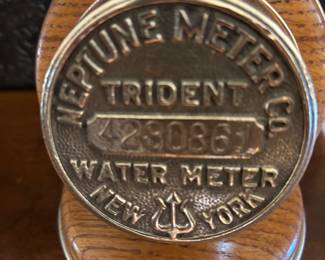 NEPTUNE METER CO.
TRIDENT
4230861
WATER METER
NEW YORK